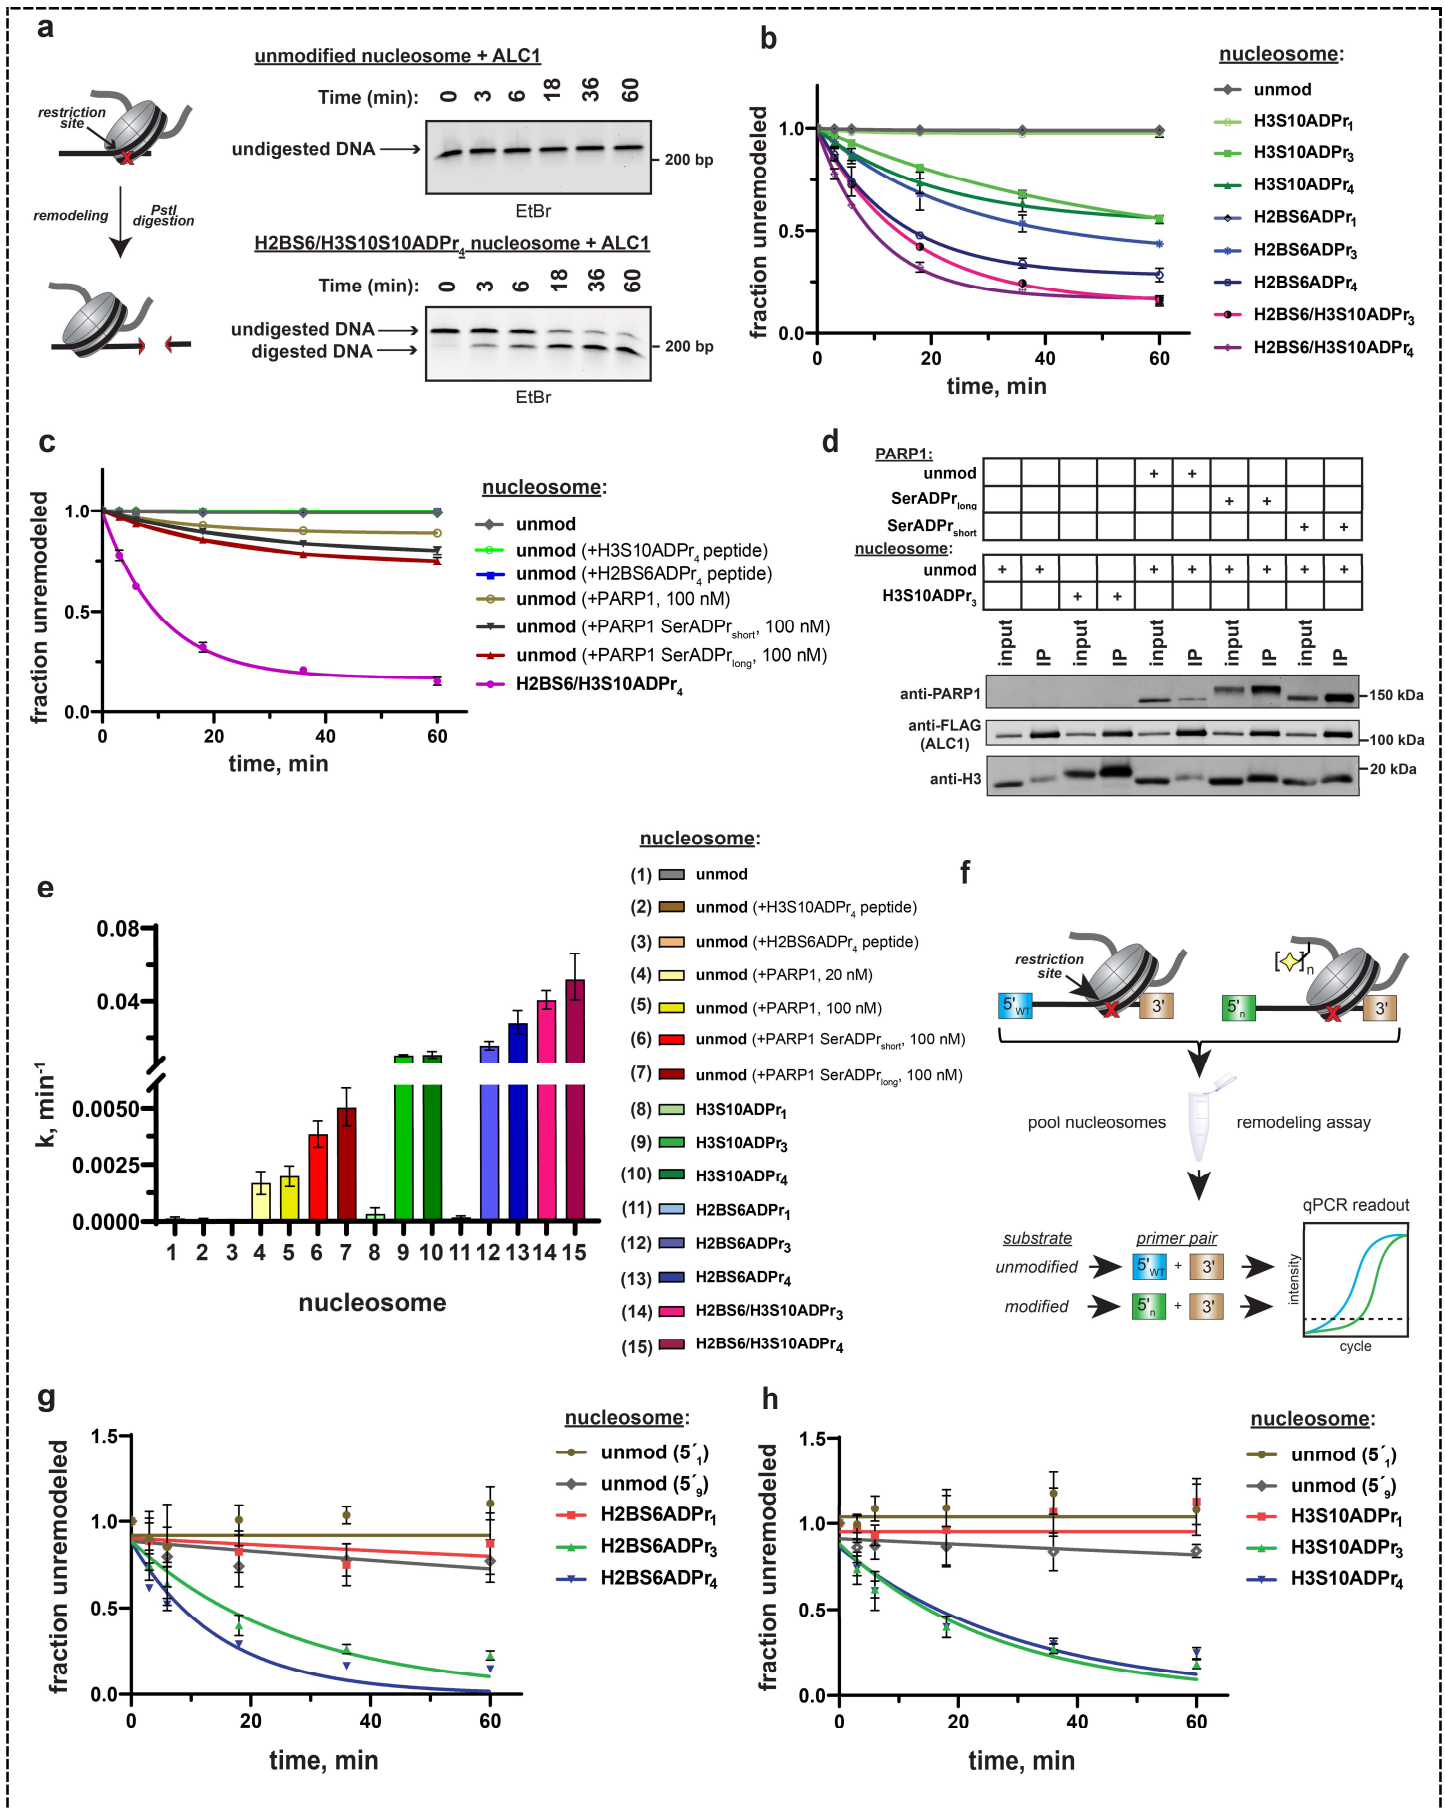 a
unmodified nucleosome + ALC1
Time (min): 0 3 6 18 36 60
restriction
site
undigested DNA
200 bp
EtBr
remodeling
PstI
digestion
H2BS6/H3S10S10ADPr4 nucleosome + ALC1
Time (min): 0 3 6 18 36 60
undigested DNA
digested DNA
200 bp
EtBr
b
fraction unremodeled
1.0
0.5
0.0
0 20 40 60
time, min
nucleosome:
unmod
H3S10ADPr1
H3S10ADPr3
H3S10ADPr4
H2BS6ADPr1
H2BS6ADPr3
H2BS6ADPr4
H2BS6/H3S10ADPr3
H2BS6/H3S10ADPr4
c
fraction unremodeled
1.0
0.5
0.0
0 20 40 60
time, min
nucleosome:
unmod
unmod (+H3S10ADPr4 peptide)
unmod (+H2BS6ADPr4 peptide)
unmod (+PARP1, 100 nM)
unmod (+PARP1 SerADPrshort, 100 nM)
unmod (+PARP1 SerADPrlong, 100 nM)
H2BS6/H3S10ADPr4
d
PARP1:
unmod + +
SerADPrlong + +
SerADPrshort + +
nucleosome:
unmod + + + + + + + +
H3S10ADPr3 + +
input IP input IP input IP input IP input IP
anti-PARP1
150 kDa
anti-FLAG
(ALC1)
100 kDa
anti-H3
20 kDa
e
k, min-1
0.08
0.04
0.0050
0.0025
0.0000
1 2 3 4 5 6 7 8 9 10 11 12 13 14 15
nucleosome
nucleosome:
(1) unmod
(2) unmod (+H3S10ADPr4 peptide)
(3) unmod (+H2BS6ADPr4 peptide)
(4) unmod (+PARP1, 20 nM)
(5) unmod (+PARP1, 100 nM)
(6) unmod (+PARP1 SerADPrshort, 100 nM)
(7) unmod (+PARP1 SerADPrlong, 100 nM)
(8) H3S10ADPr1
(9) H3S10ADPr3
(10) H3S10ADPr4
(11) H2BS6ADPr1
(12) H2BS6ADPr3
(13) H2BS6ADPr4
(14) H2BS6/H3S10ADPr3
(15) H2BS6/H3S10ADPr4
f
restriction
site
[ ]n
5'WT 3' 5'n 3'
pool nucleosomes
remodeling assay
qPCR readout
substrate
primer pair
unmodified 5'WT + 3'
modified 5'n + 3'
intensity
cycle
g
fraction unremodeled
1.5
1.0
0.5
0.0
0 20 40 60
time, min
nucleosome:
unmod (5´1)
unmod (5´9)
H2BS6ADPr1
H2BS6ADPr3
H2BS6ADPr4
h
fraction unremodeled
1.5
1.0
0.5
0.0
0 20 40 60
time, min
nucleosome:
unmod (5´1)
unmod (5´9)
H3S10ADPr1
H3S10ADPr3
H3S10ADPr4